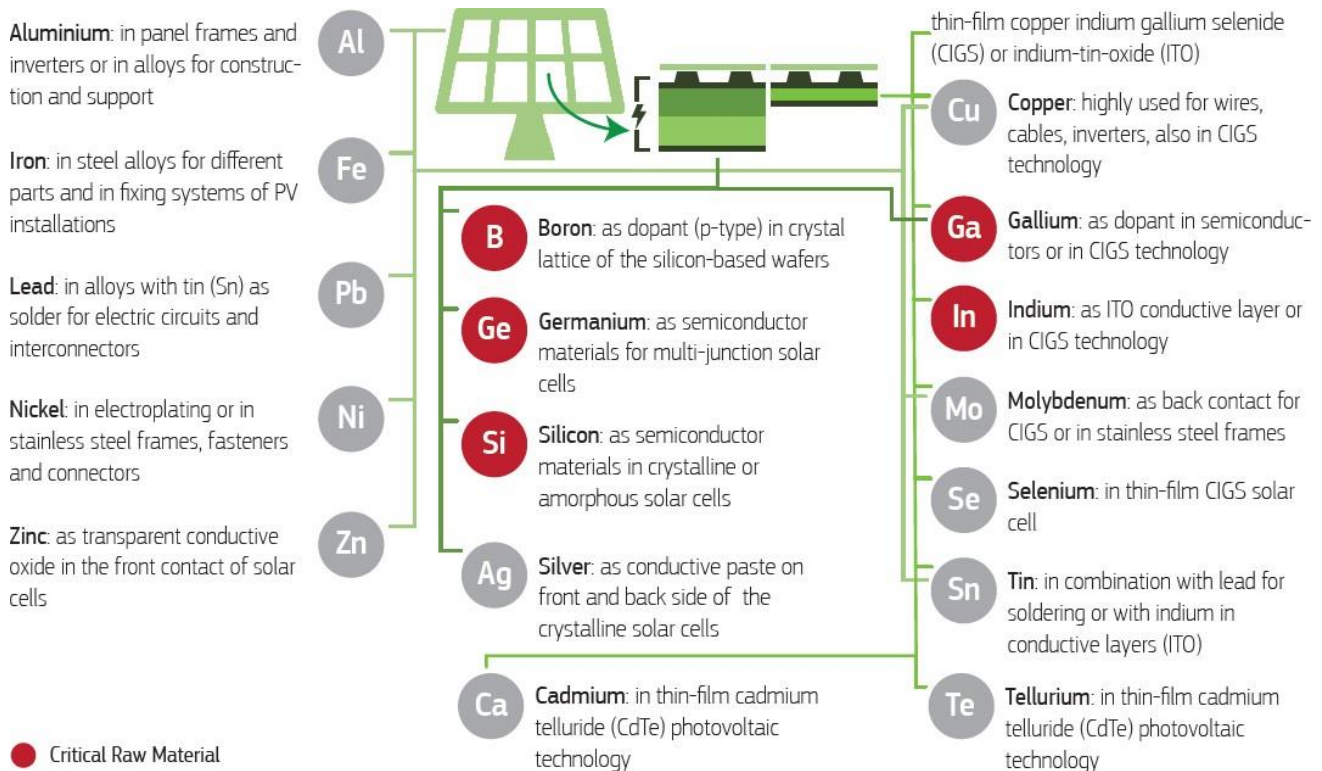 Aluminium: in panel frames and
inverters or in alloys for construc-
tion and support
Al
Iron: in steel alloys for different
parts and in fixing systems of PV
installations
Fe
Lead: in alloys with tin (Sn) as
solder for electric circuits and
interconnectors
Pb
Nickel: in electroplating or in
stainless steel frames, fasteners
and connectors
Ni
Zinc: as transparent conductive
oxide in the front contact of solar
cells
Zn
B
Boron: as dopant (p-type) in crystal
lattice of the silicon-based wafers
Ge
Germanium: as semiconductor
materials for multi-junction solar
cells
Si
Silicon: as semiconductor
materials in crystalline or
amorphous solar cells
Ag
Silver: as conductive paste on
front and back side of the
crystalline solar cells
Ca
Cadmium: in thin-film cadmium
telluride (CdTe) photovoltaic
technology
thin-film copper indium gallium selenide
(CIGS) or indium-tin-oxide (ITO)
Cu
Copper: highly used for wires,
cables, inverters, also in CIGS
technology
Ga
Gallium: as dopant in semiconduc-
tors or in CIGS technology
In
Indium: as ITO conductive layer or
in CIGS technology
Mo
Molybdenum: as back contact for
CIGS or in stainless steel frames
Se
Selenium: in thin-film CIGS solar
cell
Sn
Tin: in combination with lead for
soldering or with indium in
conductive layers (ITO)
Te
Tellurium: in thin-film cadmium
telluride (CdTe) photovoltaic
technology
Critical Raw Material